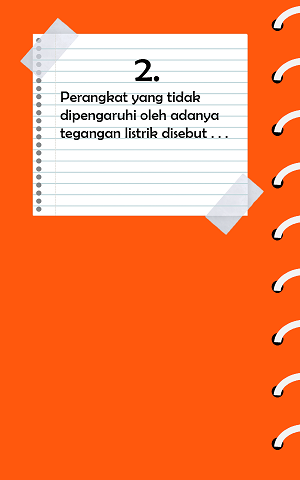 2.
Perangkat yang tidak
dipengaruhi oleh adanya
tegangan listrik disebut . . .